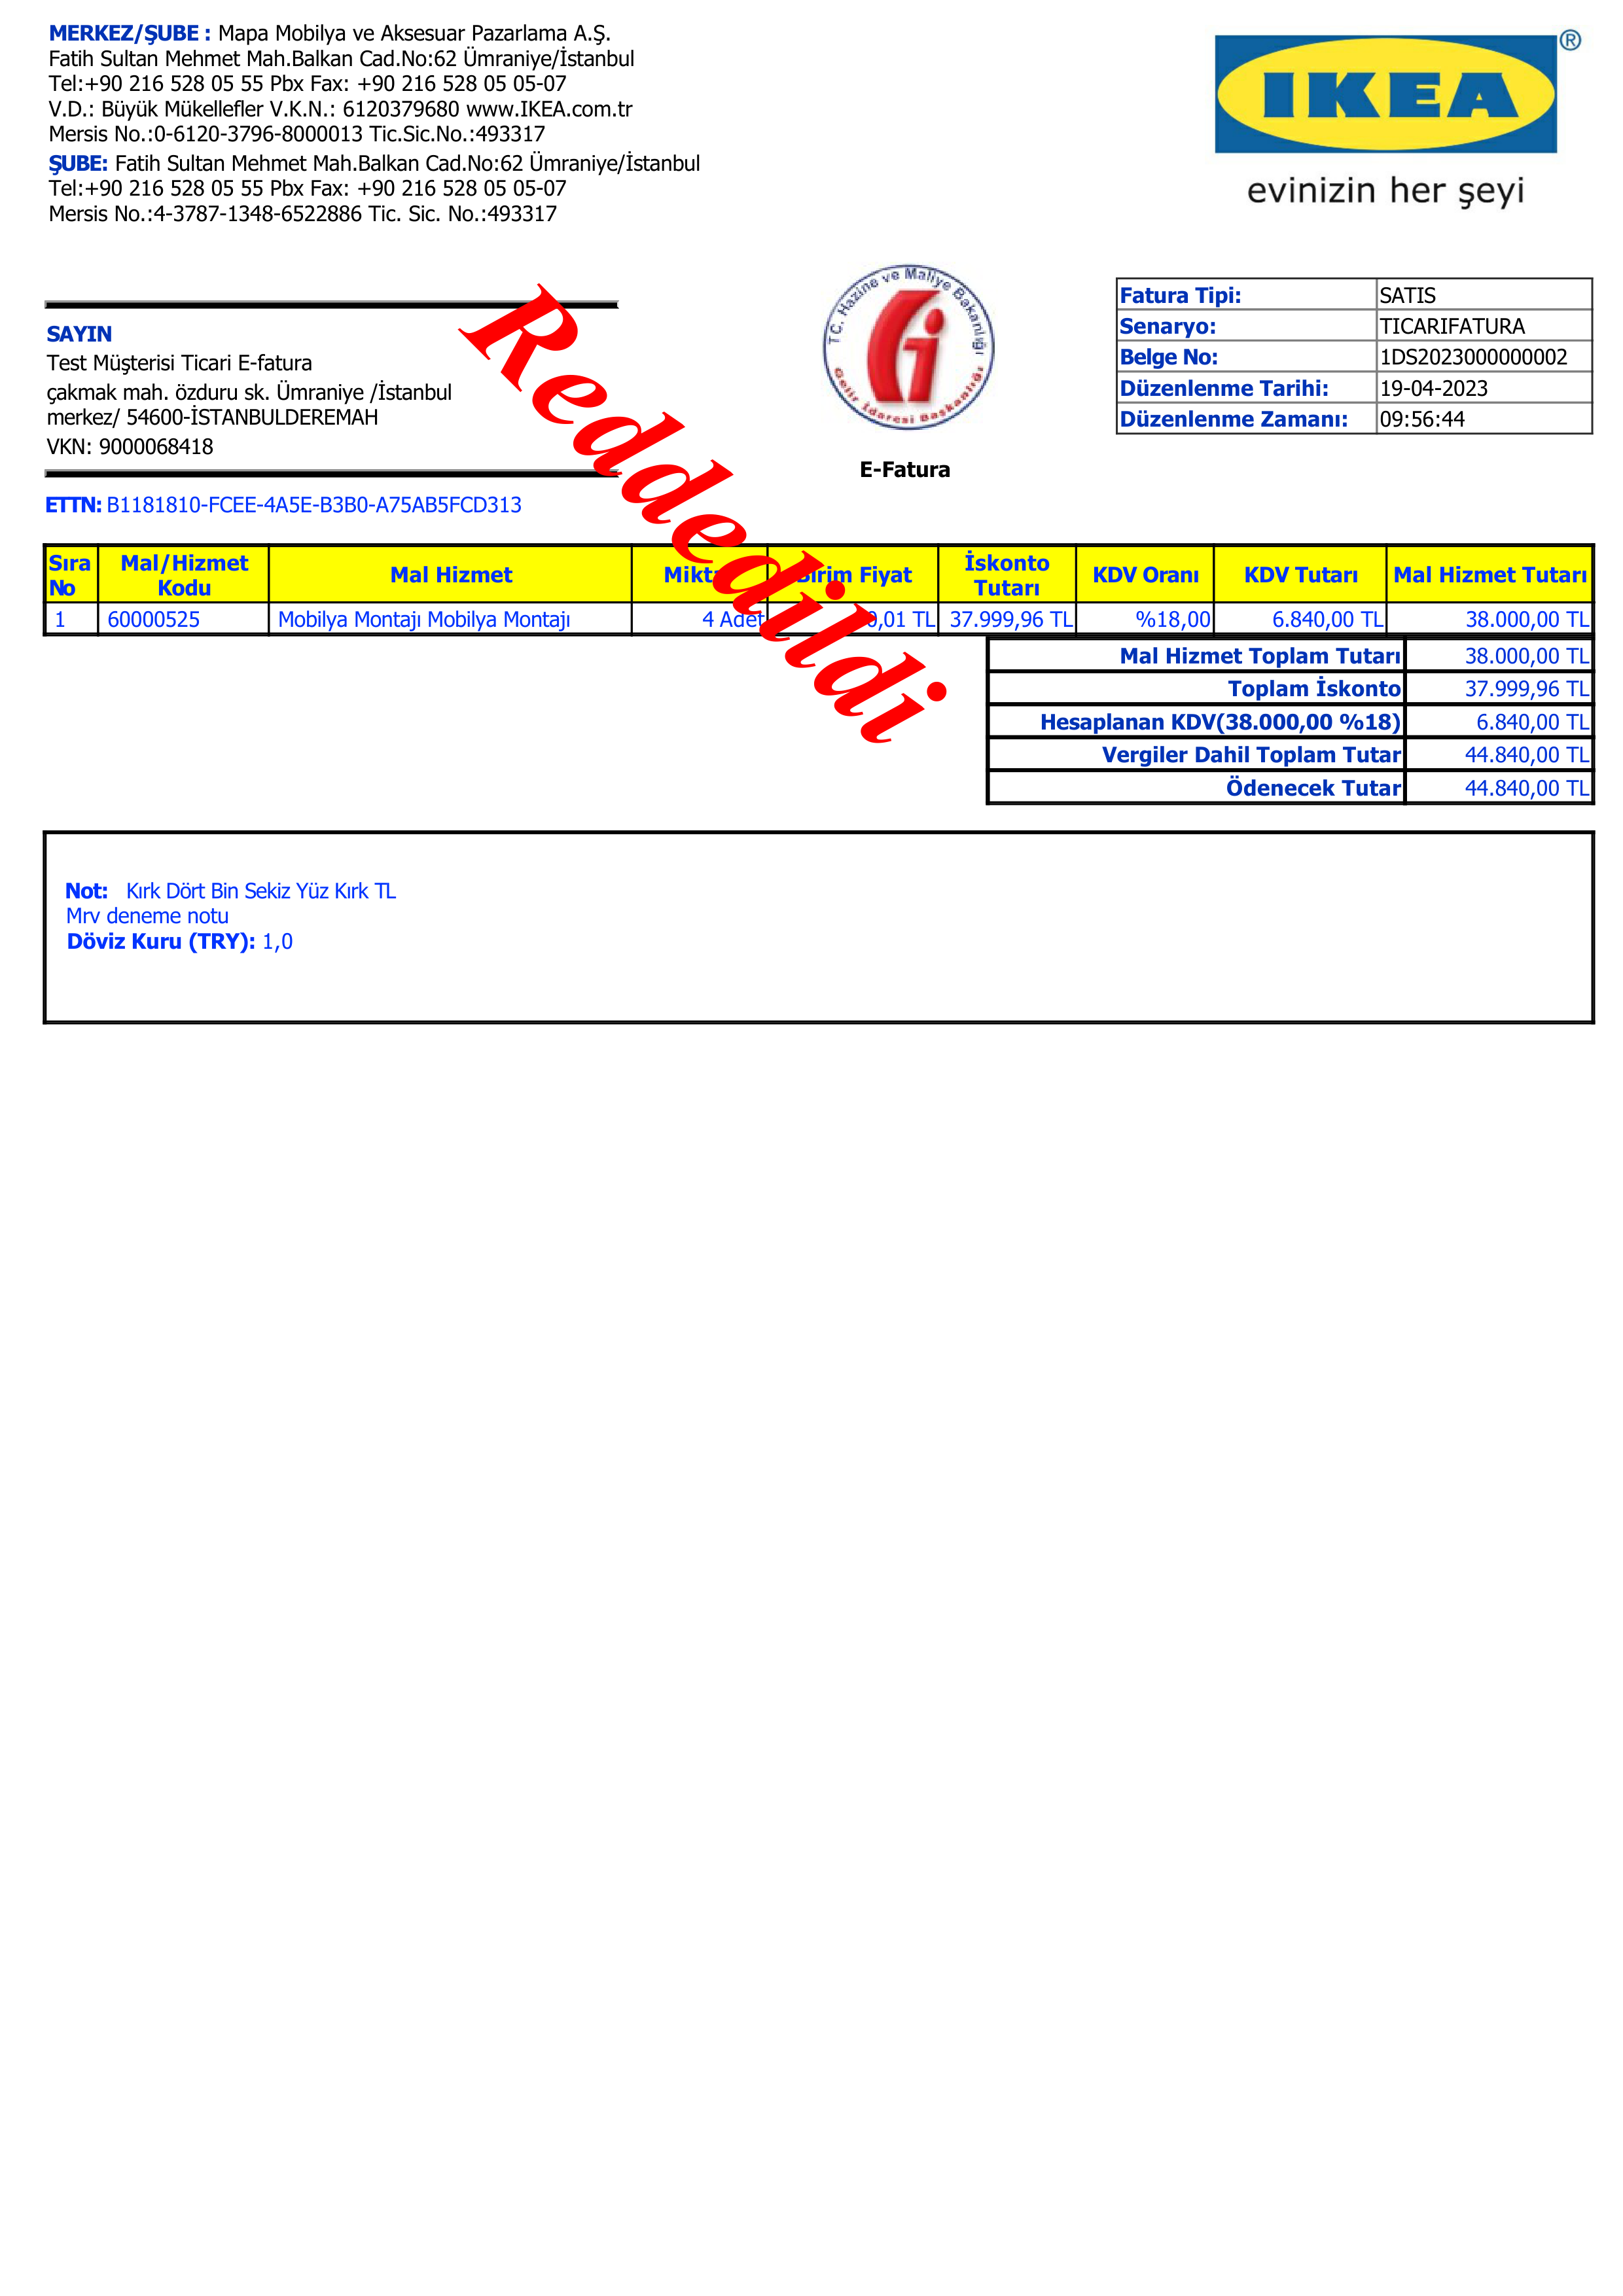 MERKEZ/ŞUBE : Mapa Mobilya ve Aksesuar Pazarlama A.Ş.
Fatih Sultan Mehmet Mah.Balkan Cad.No:62 Ümraniye/İstanbul
Tel:+90 216 528 05 55 Pbx Fax: +90 216 528 05 05-07
V.D.: Büyük Mükellefler V.K.N.: 6120379680 www.IKEA.com.tr
Mersis No.:0-6120-3796-8000013 Tic.Sic.No.:493317
ŞUBE: Fatih Sultan Mehmet Mah.Balkan Cad.No:62 Ümraniye/İstanbul
Tel:+90 216 528 05 55 Pbx Fax: +90 216 528 05 05-07
Mersis No.:4-3787-1348-6522886 Tic. Sic. No.:493317
IKEA ®
evinizin her şeyi
SAYIN
Test Müşterisi Ticari E-fatura
çakmak mah. özduru sk. Ümraniye /İstanbul
merkez/ 54600-İSTANBULDEREMAH
VKN: 9000068418
ETTN: B1181810-FCEE-4A5E-B3B0-A75AB5FCD313
T.C. Hazine ve Maliye Bakanlığı
Gelir İdaresi Başkanlığı
E-Fatura
Fatura Tipi: SATIS
Senaryo: TICARIFATURA
Belge No: 1DS2023000000002
Düzenlenme Tarihi: 19-04-2023
Düzenlenme Zamanı: 09:56:44
Reddedildi
Sıra No Mal/Hizmet Kodu Mal Hizmet Birim Fiyat İskonto Tutarı KDV Oranı KDV Tutarı Mal Hizmet Tutarı
1 60000525 Mobilya Montajı Mobilya Montajı 4 Adet 0,01 TL 37.999,96 TL %18,00 6.840,00 TL 38.000,00 TL
Mal Hizmet Toplam Tutarı 38.000,00 TL
Toplam İskonto 37.999,96 TL
Hesaplanan KDV(38.000,00 %18) 6.840,00 TL
Vergiler Dahil Toplam Tutar 44.840,00 TL
Ödenecek Tutar 44.840,00 TL
Not: Kırk Dört Bin Sekiz Yüz Kırk TL
Mrv deneme notu
Döviz Kuru (TRY): 1,0